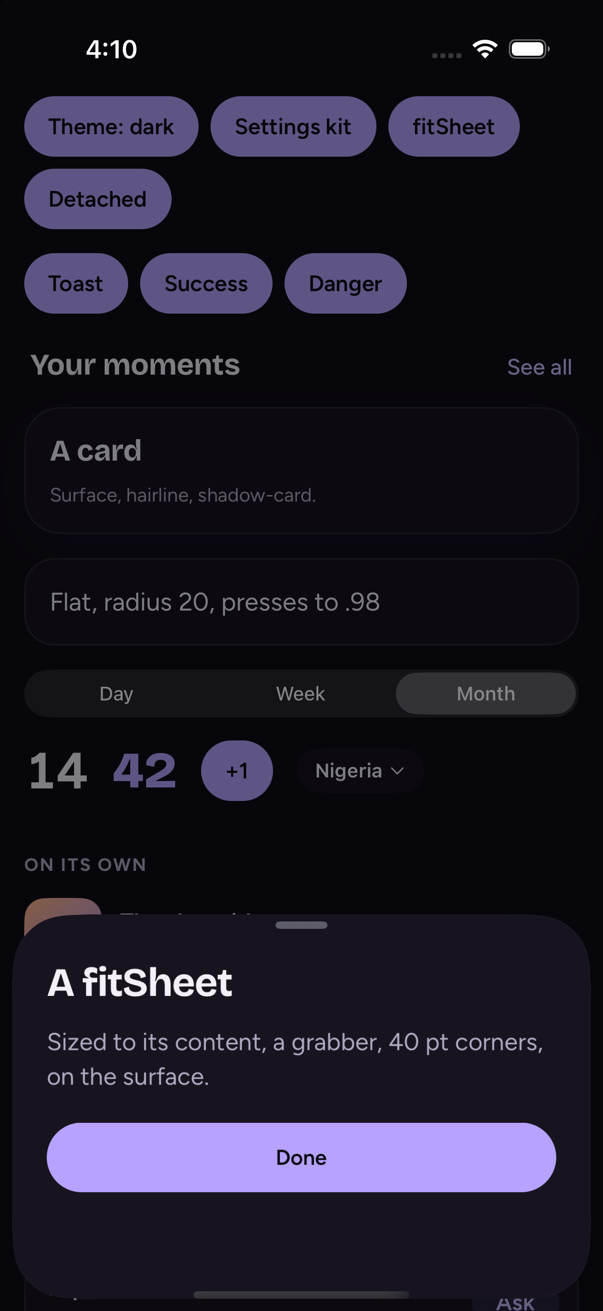 4:10
Theme: dark
Settings kit
fitSheet
Detached
Toast
Success
Danger
Your moments
See all
A card
Surface, hairline, shadow-card.
Flat, radius 20, presses to .98
Day
Week
Month
14
42
+1
Nigeria
ON ITS OWN
A fitSheet
Sized to its content, a grabber, 40 pt corners,
on the surface.
Done
Ask